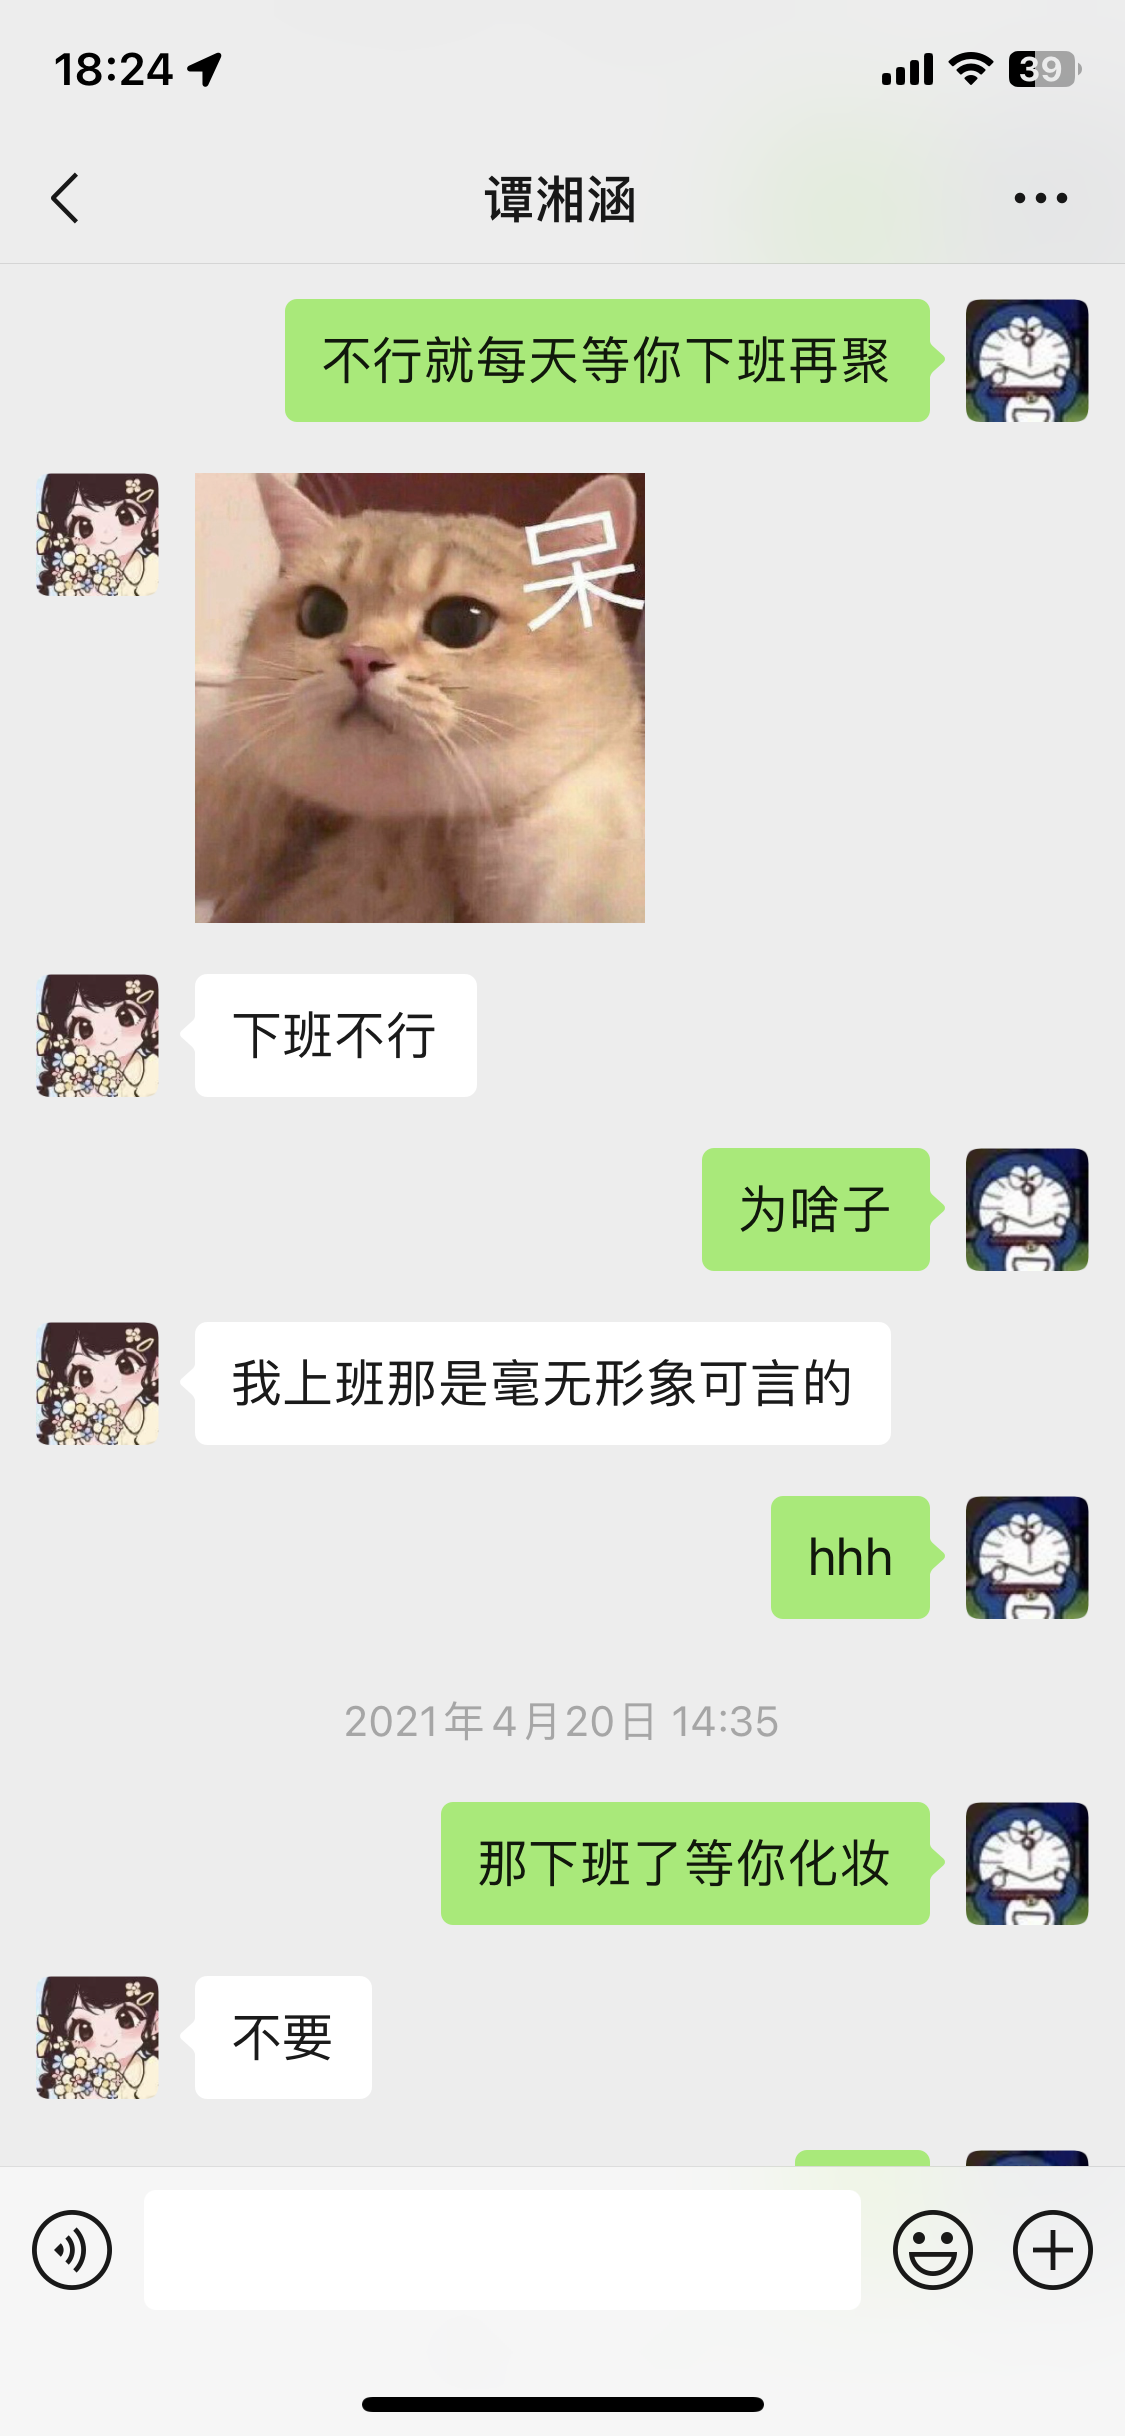 18:24
39
谭湘涵
不行就每天等你下班再聚
呆
下班不行
为啥子
我上班那是毫无形象可言的
hhh
2021年4月20日 14:35
那下班了等你化妆
不要